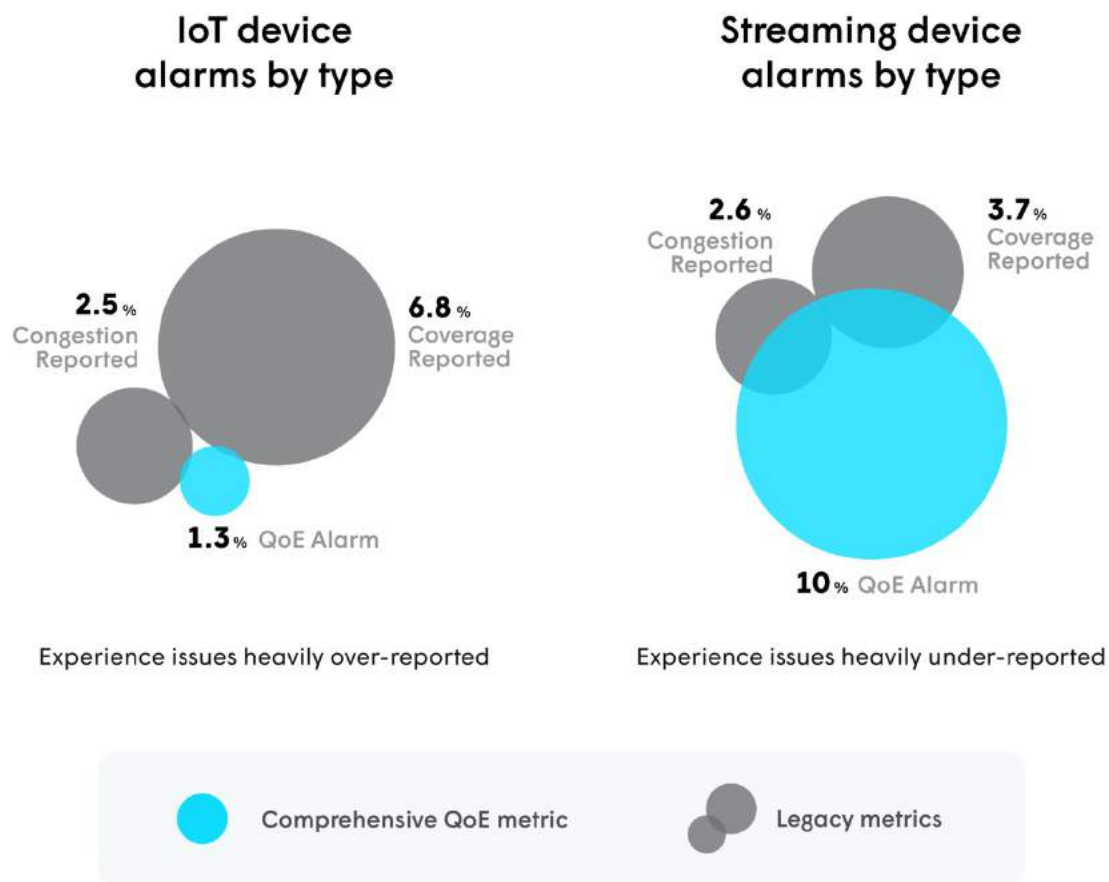 IoT device
alarms by type
Streaming device
alarms by type
2.5 %
Congestion
Reported
6.8 %
Coverage
Reported
1.3 % QoE Alarm
2.6 %
Congestion
Reported
3.7 %
Coverage
Reported
10 % QoE Alarm
Experience issues heavily over-reported
Experience issues heavily under-reported
Comprehensive QoE metric
Legacy metrics